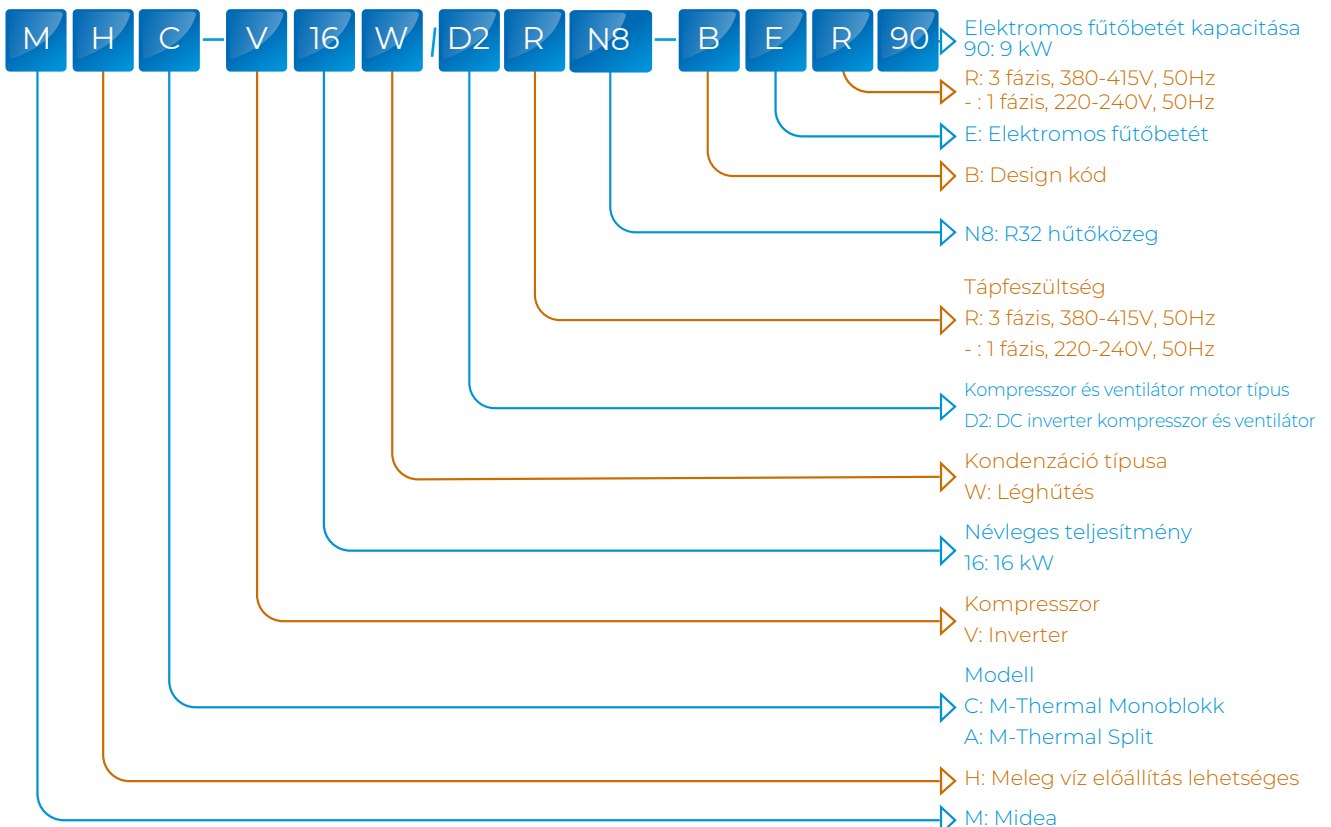 M H C – V 16 W / D2 R N8 – B E R 90
Elektromos fűtőbetét kapacitása
90: 9 kW
R: 3 fázis, 380-415V, 50Hz
- : 1 fázis, 220-240V, 50Hz
E: Elektromos fűtőbetét
B: Design kód
N8: R32 hűtőközeg
Tápfeszültség
R: 3 fázis, 380-415V, 50Hz
- : 1 fázis, 220-240V, 50Hz
Kompresszor és ventilátor motor típus
D2: DC inverter kompresszor és ventilátor
Kondenzáció típusa
W: Léghűtés
Névleges teljesítmény
16: 16 kW
Kompresszor
V: Inverter
Modell
C: M-Thermal Monoblokk
A: M-Thermal Split
H: Meleg víz előállítás lehetséges
M: Midea